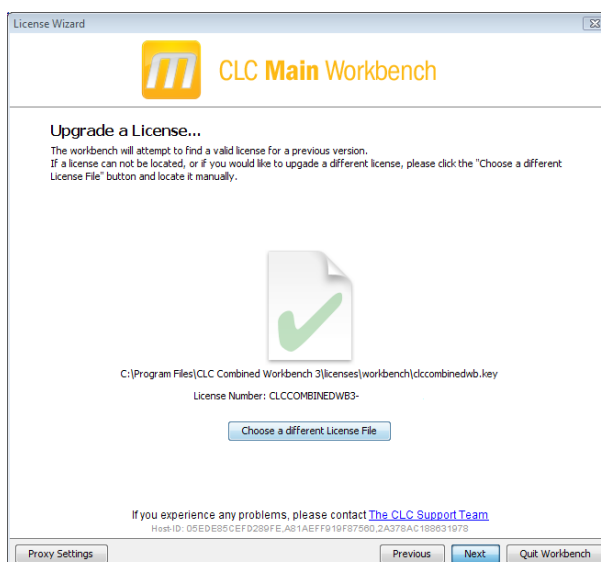 License Wizard
CLC Main Workbench
Upgrade a License...
The workbench will attempt to find a valid license for a previous version.
If a license can not be located, or if you would like to upgade a different license, please click the "Choose a different
License File" button and locate it manually.
C:\Program Files\CLC Combined Workbench 3\licenses\workbench\clccombinedwb.key
License Number: CLCCOMBINEDWB3-
Choose a different License File
If you experience any problems, please contact The CLC Support Team
Host-ID: 05EDE85CEFD289FE,A81AEFF919F87560,2A378AC188631978
Proxy Settings
Previous
Next
Quit Workbench